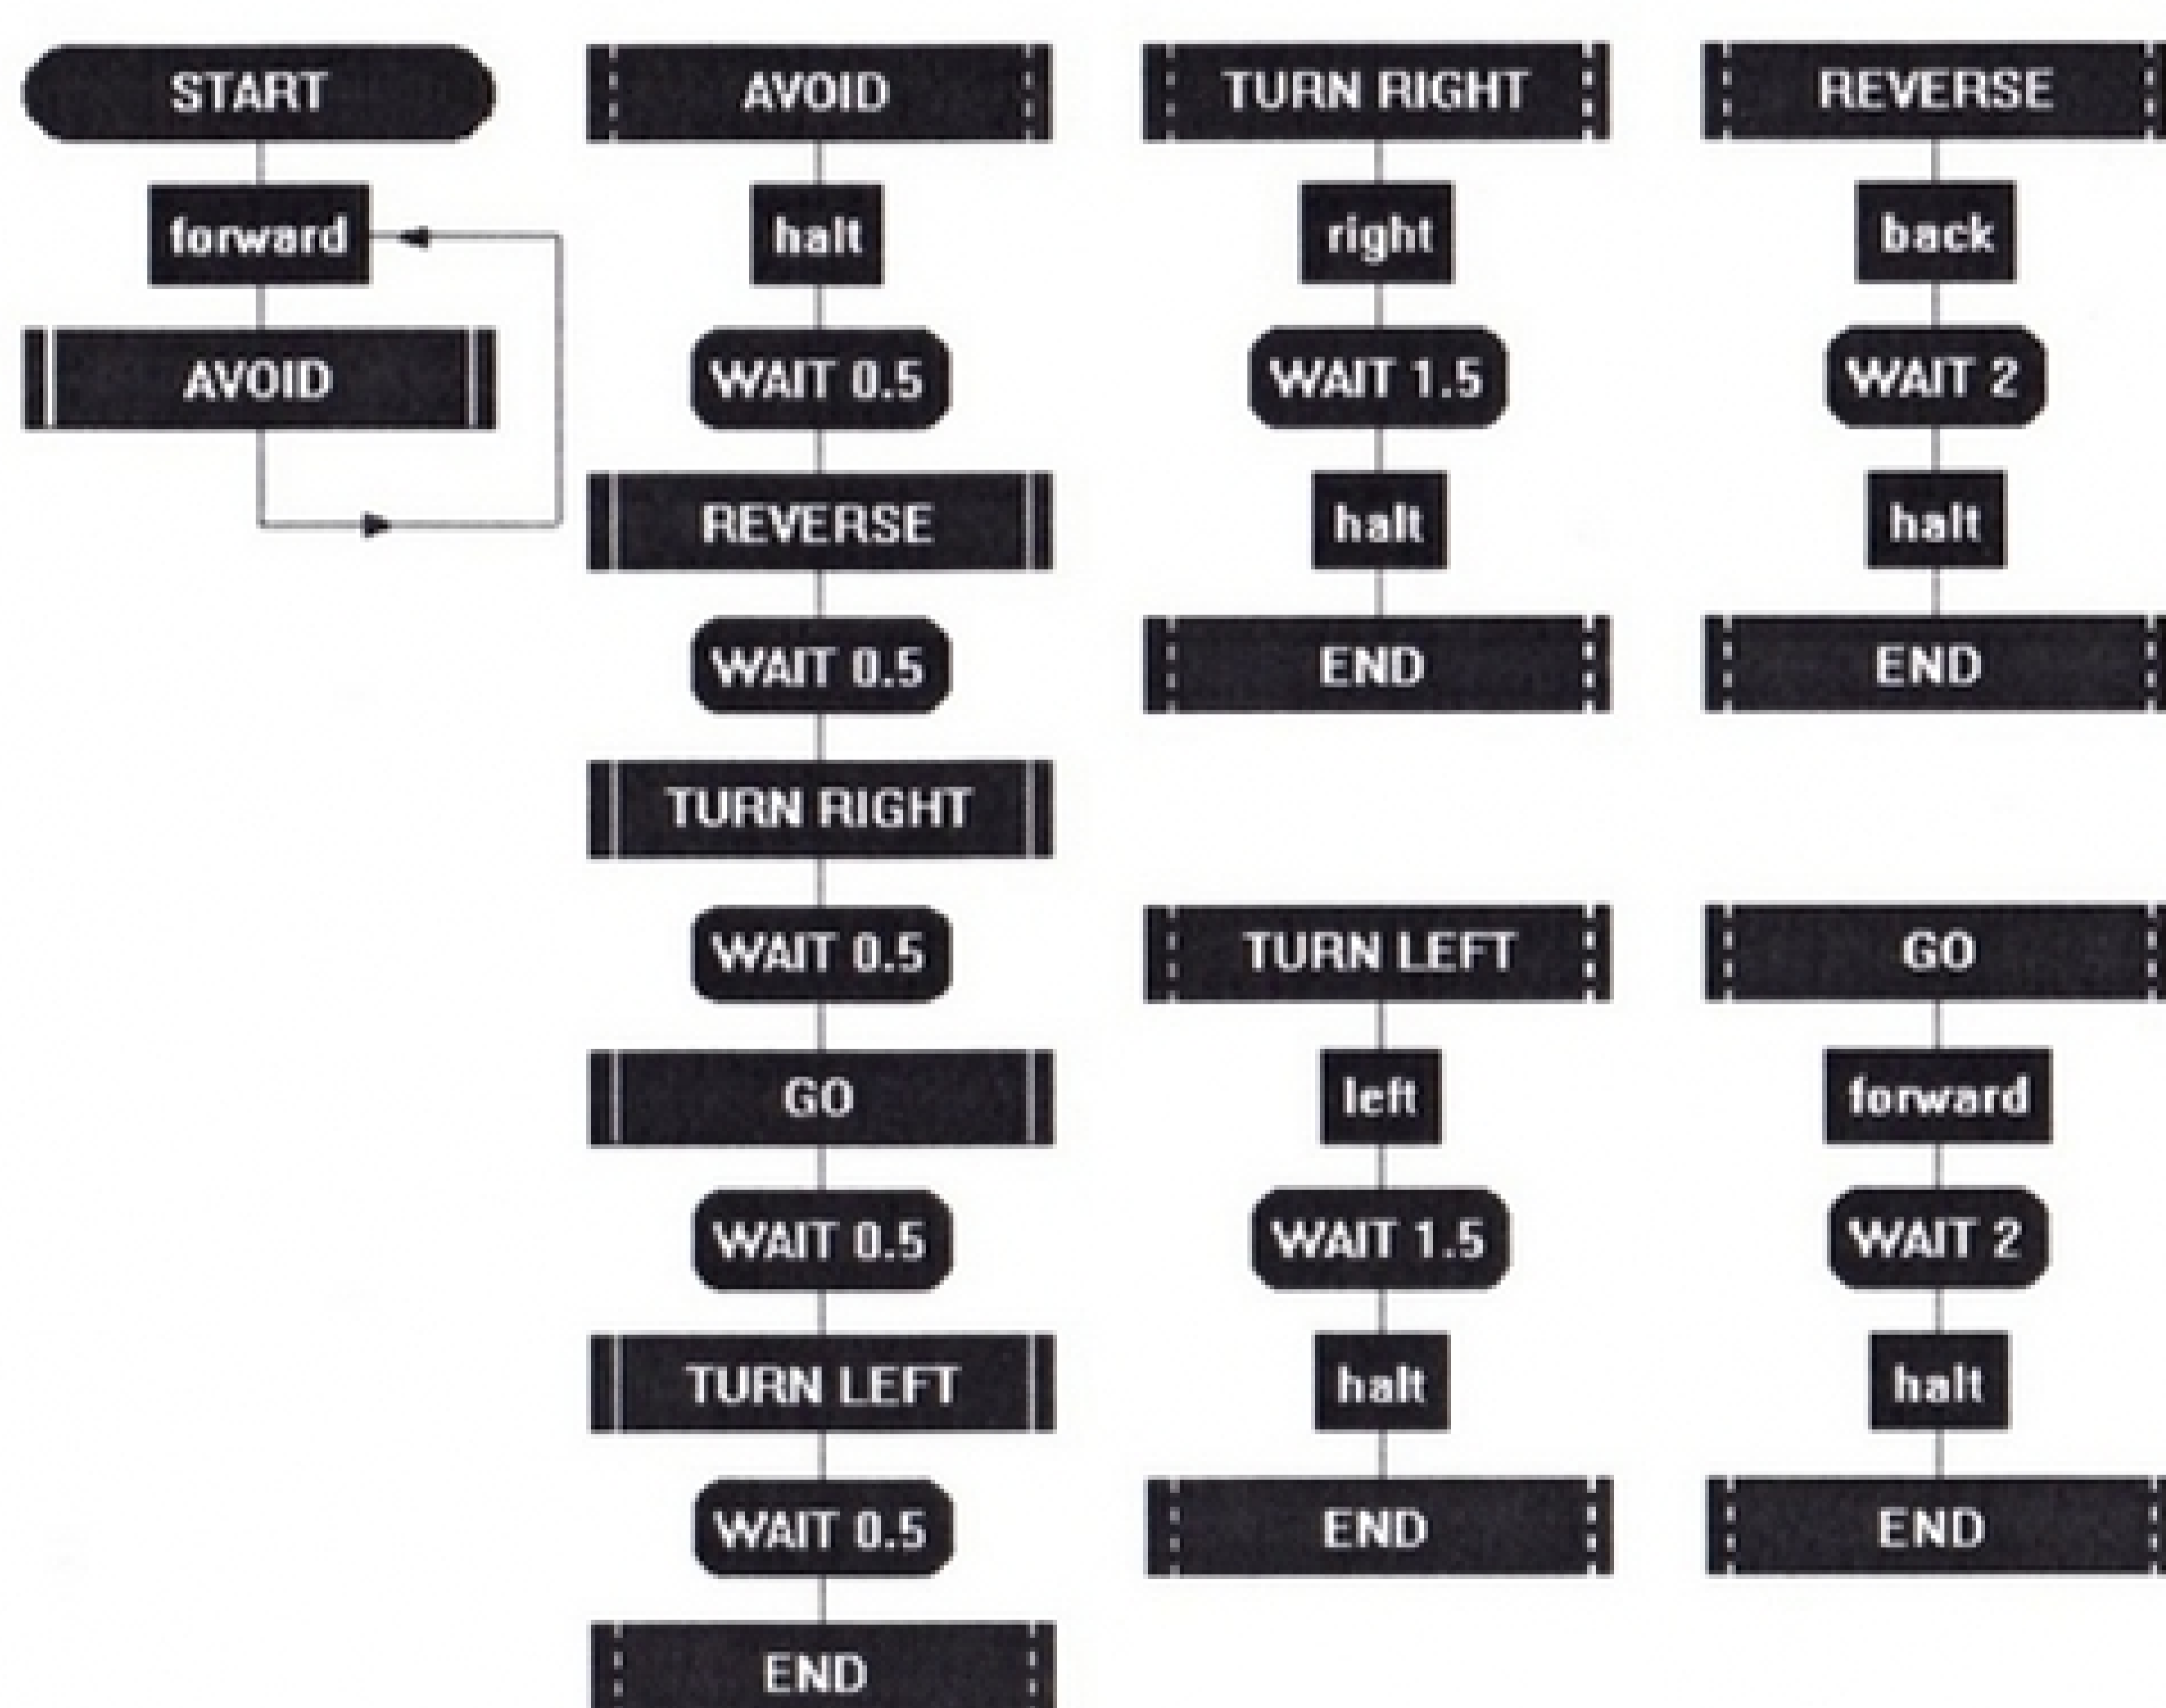 START
forward
AVOID
AVOID
halt
WAIT 0.5
REVERSE
WAIT 0.5
TURN RIGHT
WAIT 0.5
GO
WAIT 0.5
TURN LEFT
WAIT 0.5
END
TURN RIGHT
right
WAIT 1.5
halt
END
TURN LEFT
left
WAIT 1.5
halt
END
REVERSE
back
WAIT 2
halt
END
GO
forward
WAIT 2
halt
END